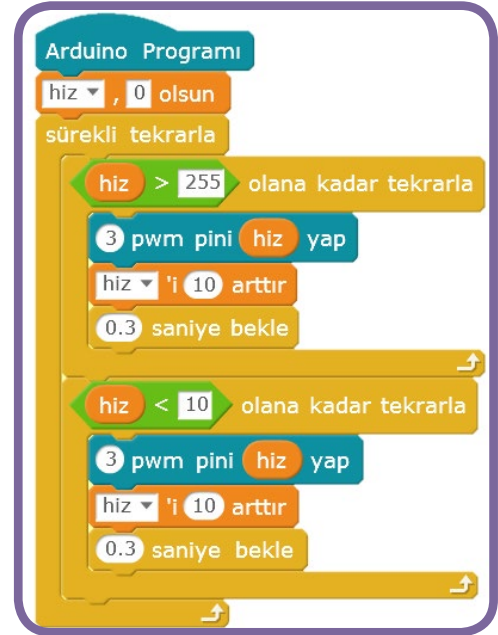 Arduino Programı
hiz , 0 olsun
sürekli tekrarla
hiz > 255 olana kadar tekrarla
3 pwm pini hiz yap
hiz 'i 10 arttır
0.3 saniye bekle
hiz < 10 olana kadar tekrarla
3 pwm pini hiz yap
hiz 'i 10 arttır
0.3 saniye bekle